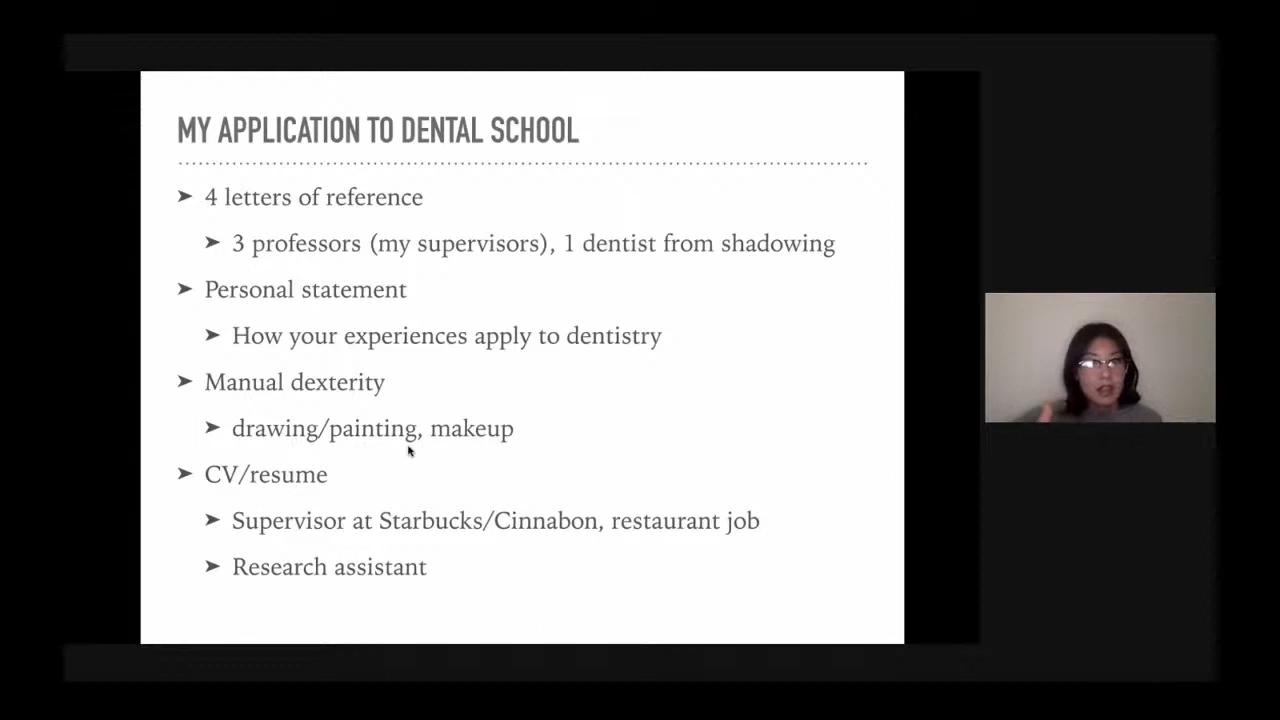 MY APPLICATION TO DENTAL SCHOOL
➤ 4 letters of reference
➤ 3 professors (my supervisors), 1 dentist from shadowing
➤ Personal statement
➤ How your experiences apply to dentistry
➤ Manual dexterity
➤ drawing/painting, makeup
➤ CV/resume
➤ Supervisor at Starbucks/Cinnabon, restaurant job
➤ Research assistant